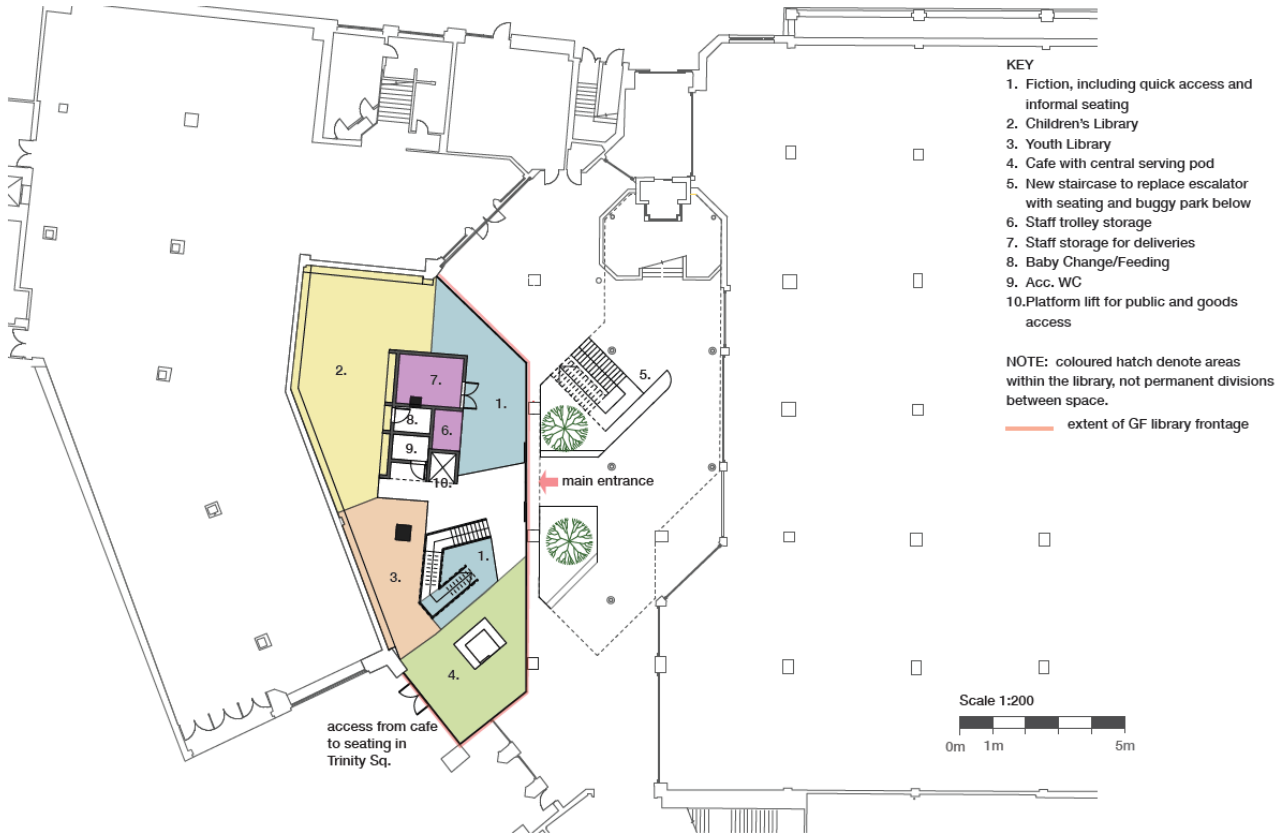 KEY
1. Fiction, including quick access and
informal seating
2. Children's Library
3. Youth Library
4. Cafe with central serving pod
5. New staircase to replace escalator
with seating and buggy park below
6. Staff trolley storage
7. Staff storage for deliveries
8. Baby Change/Feeding
9. Acc. WC
10.Platform lift for public and goods
access
NOTE: coloured hatch denote areas
within the library, not permanent divisions
between space.
extent of GF library frontage
2.
7.
1.
5.
8.
6.
9.
10.
main entrance
1.
3.
4.
access from cafe
to seating in
Trinity Sq.
Scale 1:200
0m 1m 5m